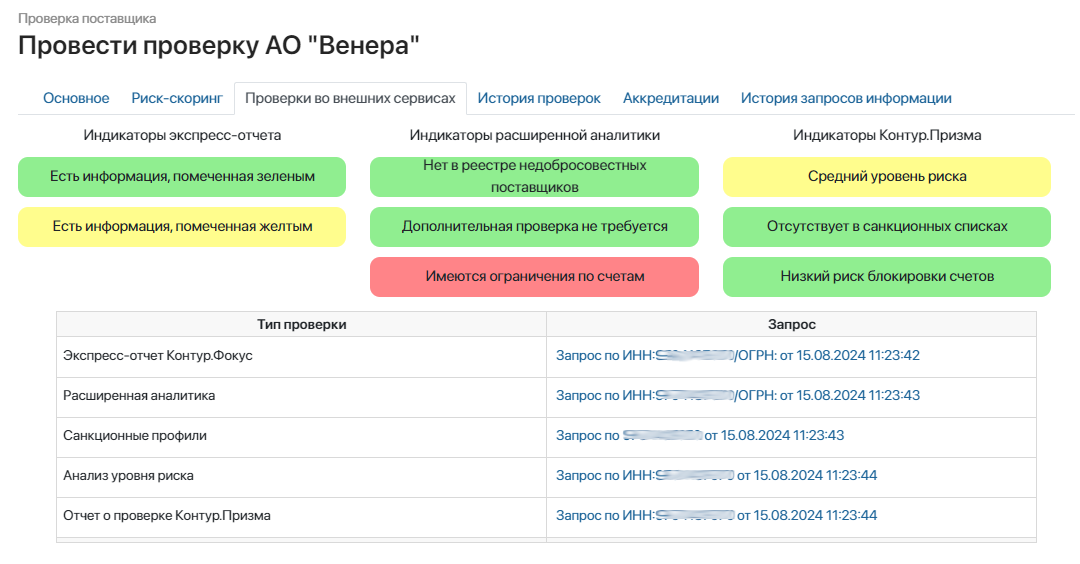 Проверка поставщика
Провести проверку АО "Венера"
Основное Риск-скоринг Проверки во внешних сервисах История проверок Аккредитации История запросов информации
Индикаторы экспресс-отчета Индикаторы расширенной аналитики Индикаторы Контур.Призма
Есть информация, помеченная зеленым
Нет в реестре недобросовестных
поставщиков
Средний уровень риска
Есть информация, помеченная желтым Дополнительная проверка не требуется Отсутствует в санкционных списках
Имеются ограничения по счетам Низкий риск блокировки счетов
Тип проверки Запрос
Экспресс-отчет Контур.Фокус Запрос по ИНН: /ОГРН: от 15.08.2024 11:23:42
Расширенная аналитика Запрос по ИНН: /ОГРН: от 15.08.2024 11:23:43
Санкционные профили Запрос по от 15.08.2024 11:23:43
Анализ уровня риска Запрос по ИНН: от 15.08.2024 11:23:44
Отчет о проверке Контур.Призма Запрос по ИНН: от 15.08.2024 11:23:44